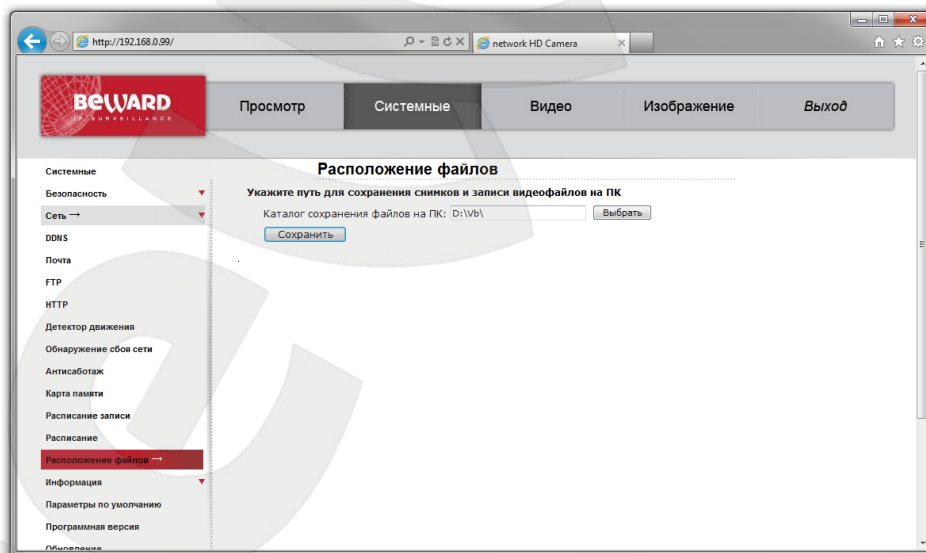 http://192.168.0.99/
network HD Camera
BEWARD
IP SURVEILLANCE
Просмотр
Системные
Видео
Изображение
Выход
Системные
Безопасность
Сеть →
DDNS
Почта
FTP
HTTP
Детектор движения
Обнаружение сбоя сети
Антисаботаж
Карта памяти
Расписание записи
Расписание
Расположение файлов →
Информация
Параметры по умолчанию
Программная версия
Обновление
Расположение файлов
Укажите путь для сохранения снимков и записи видеофайлов на ПК
Каталог сохранения файлов на ПК: D:\Vb\ Выбрать
Сохранить